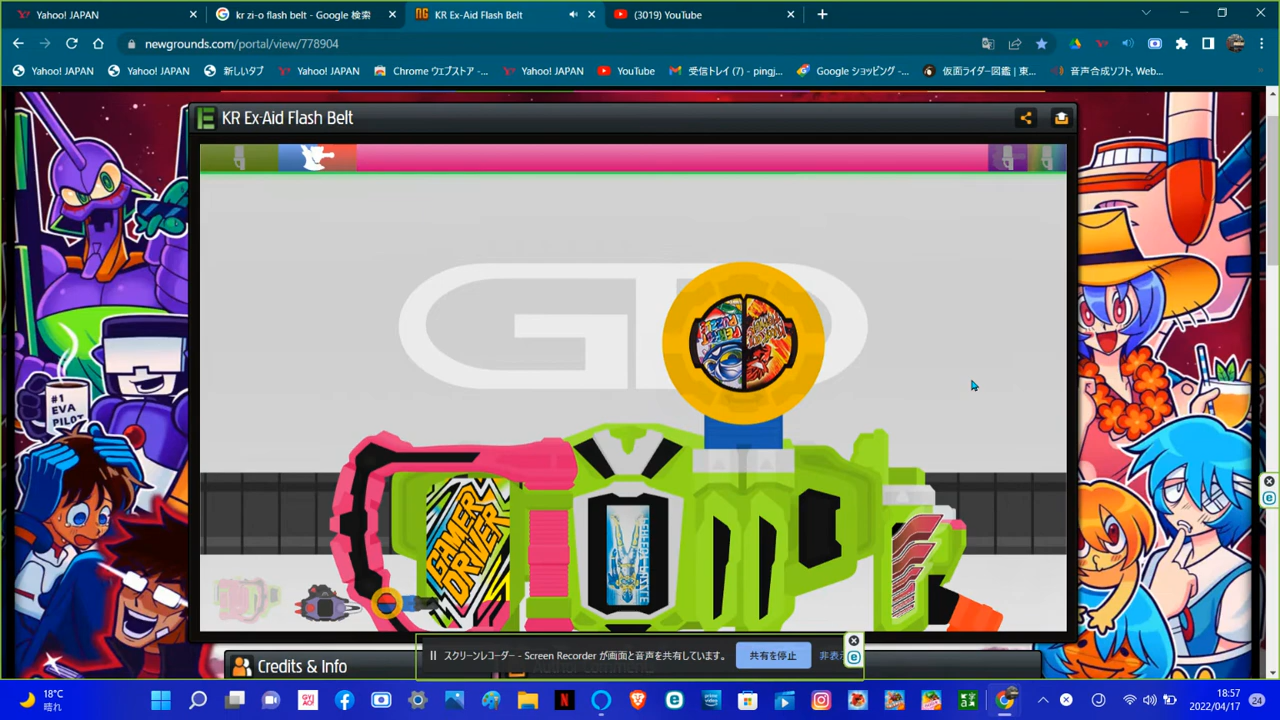 Yahoo! JAPAN
kr zi-o flash belt - Google 検索
KR Ex-Aid Flash Belt
(3019) YouTube
newgrounds.com/portal/view/778904
Yahoo! JAPAN
Yahoo! JAPAN
新しいタブ
Yahoo! JAPAN
Chrome ウェブストア - ...
Yahoo! JAPAN
YouTube
受信トレイ (7) - pingj...
Google ショッピング - ...
仮面ライダー図鑑 | 東...
音声合成ソフト, Web...
KR Ex-Aid Flash Belt
GD
#1
EVA
PILOT
GAMER
DRIVER
スクリーンレコーダー - Screen Recorder が画面と音声を共有しています。
共有を停止
非表示
Credits & Info
18°C
晴れ
GYAO!
18:57
2022/04/17
24